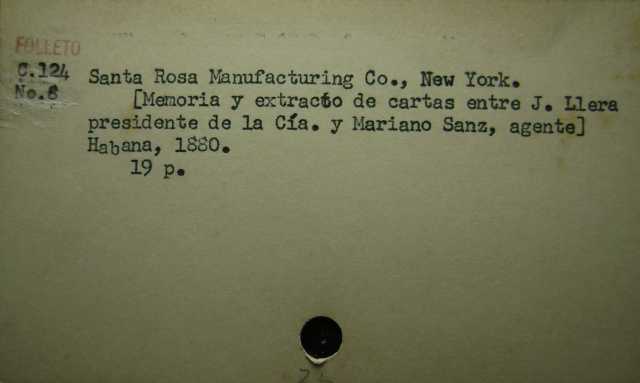 FOLLETO
C.124
No.6
Santa Rosa Manufacturing Co., New York.
[Memoria y extracto de cartas entre J. Llera
presidente de la Cía. y Mariano Sanz, agente]
Habana, 1880.
19 p.